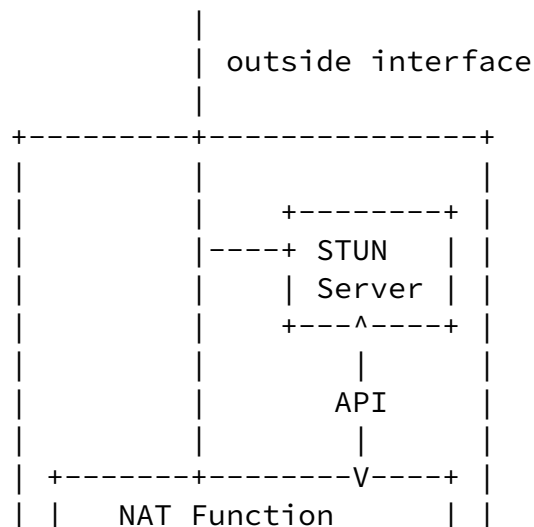 outside interface
STUN
Server
API
NAT Function